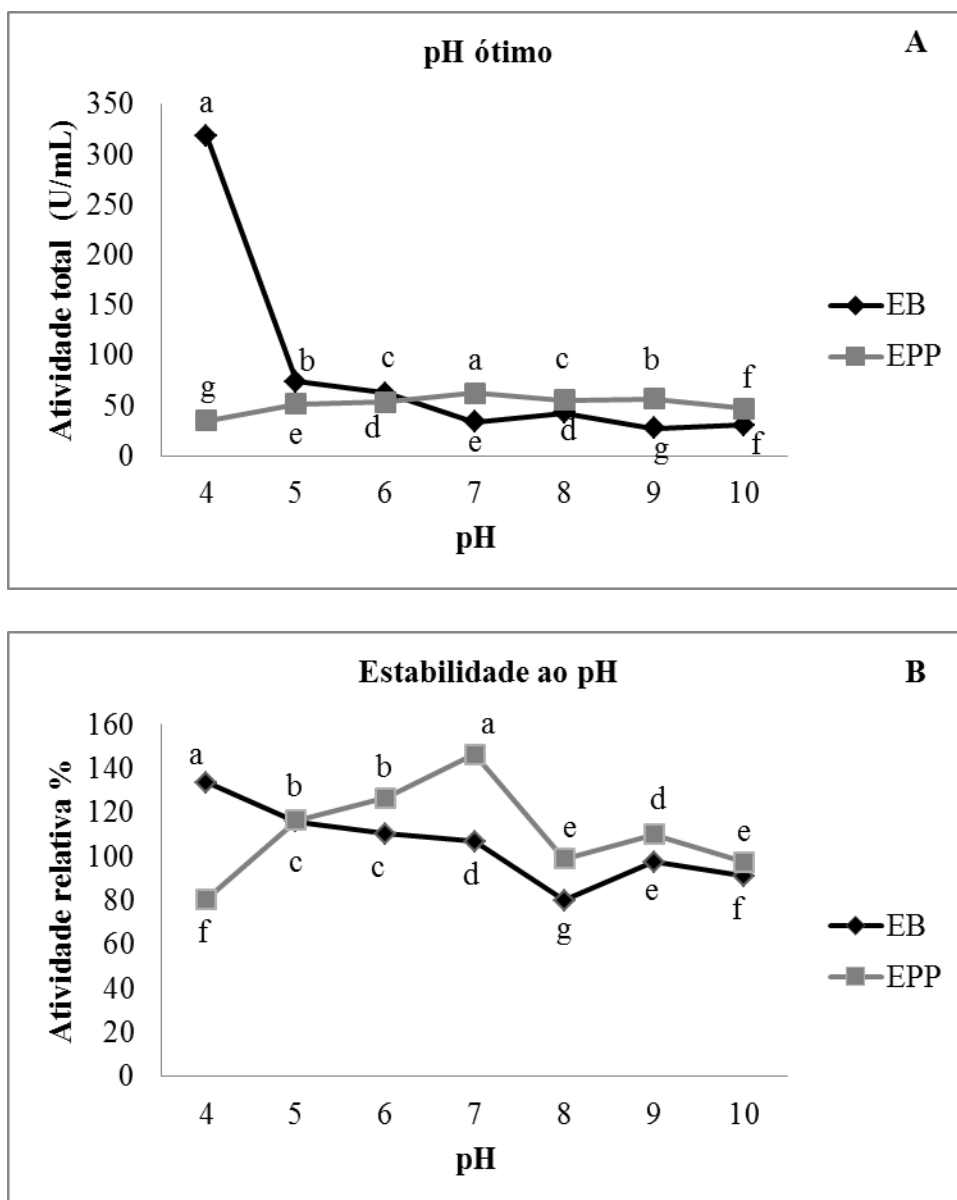 A
pH ótimo
Atividade total (U/mL)
350
300
250
200
150
100
50
0
a
b
c
a
c
b
f
g
e
d
e
d
g
f
4 5 6 7 8 9 10
pH
EB
EPP
B
Estabilidade ao pH
Atividade relativa %
160
140
120
100
80
60
40
20
0
a
a
b
b
e
d
e
f
c
c
d
g
e
f
4 5 6 7 8 9 10
pH
EB
EPP